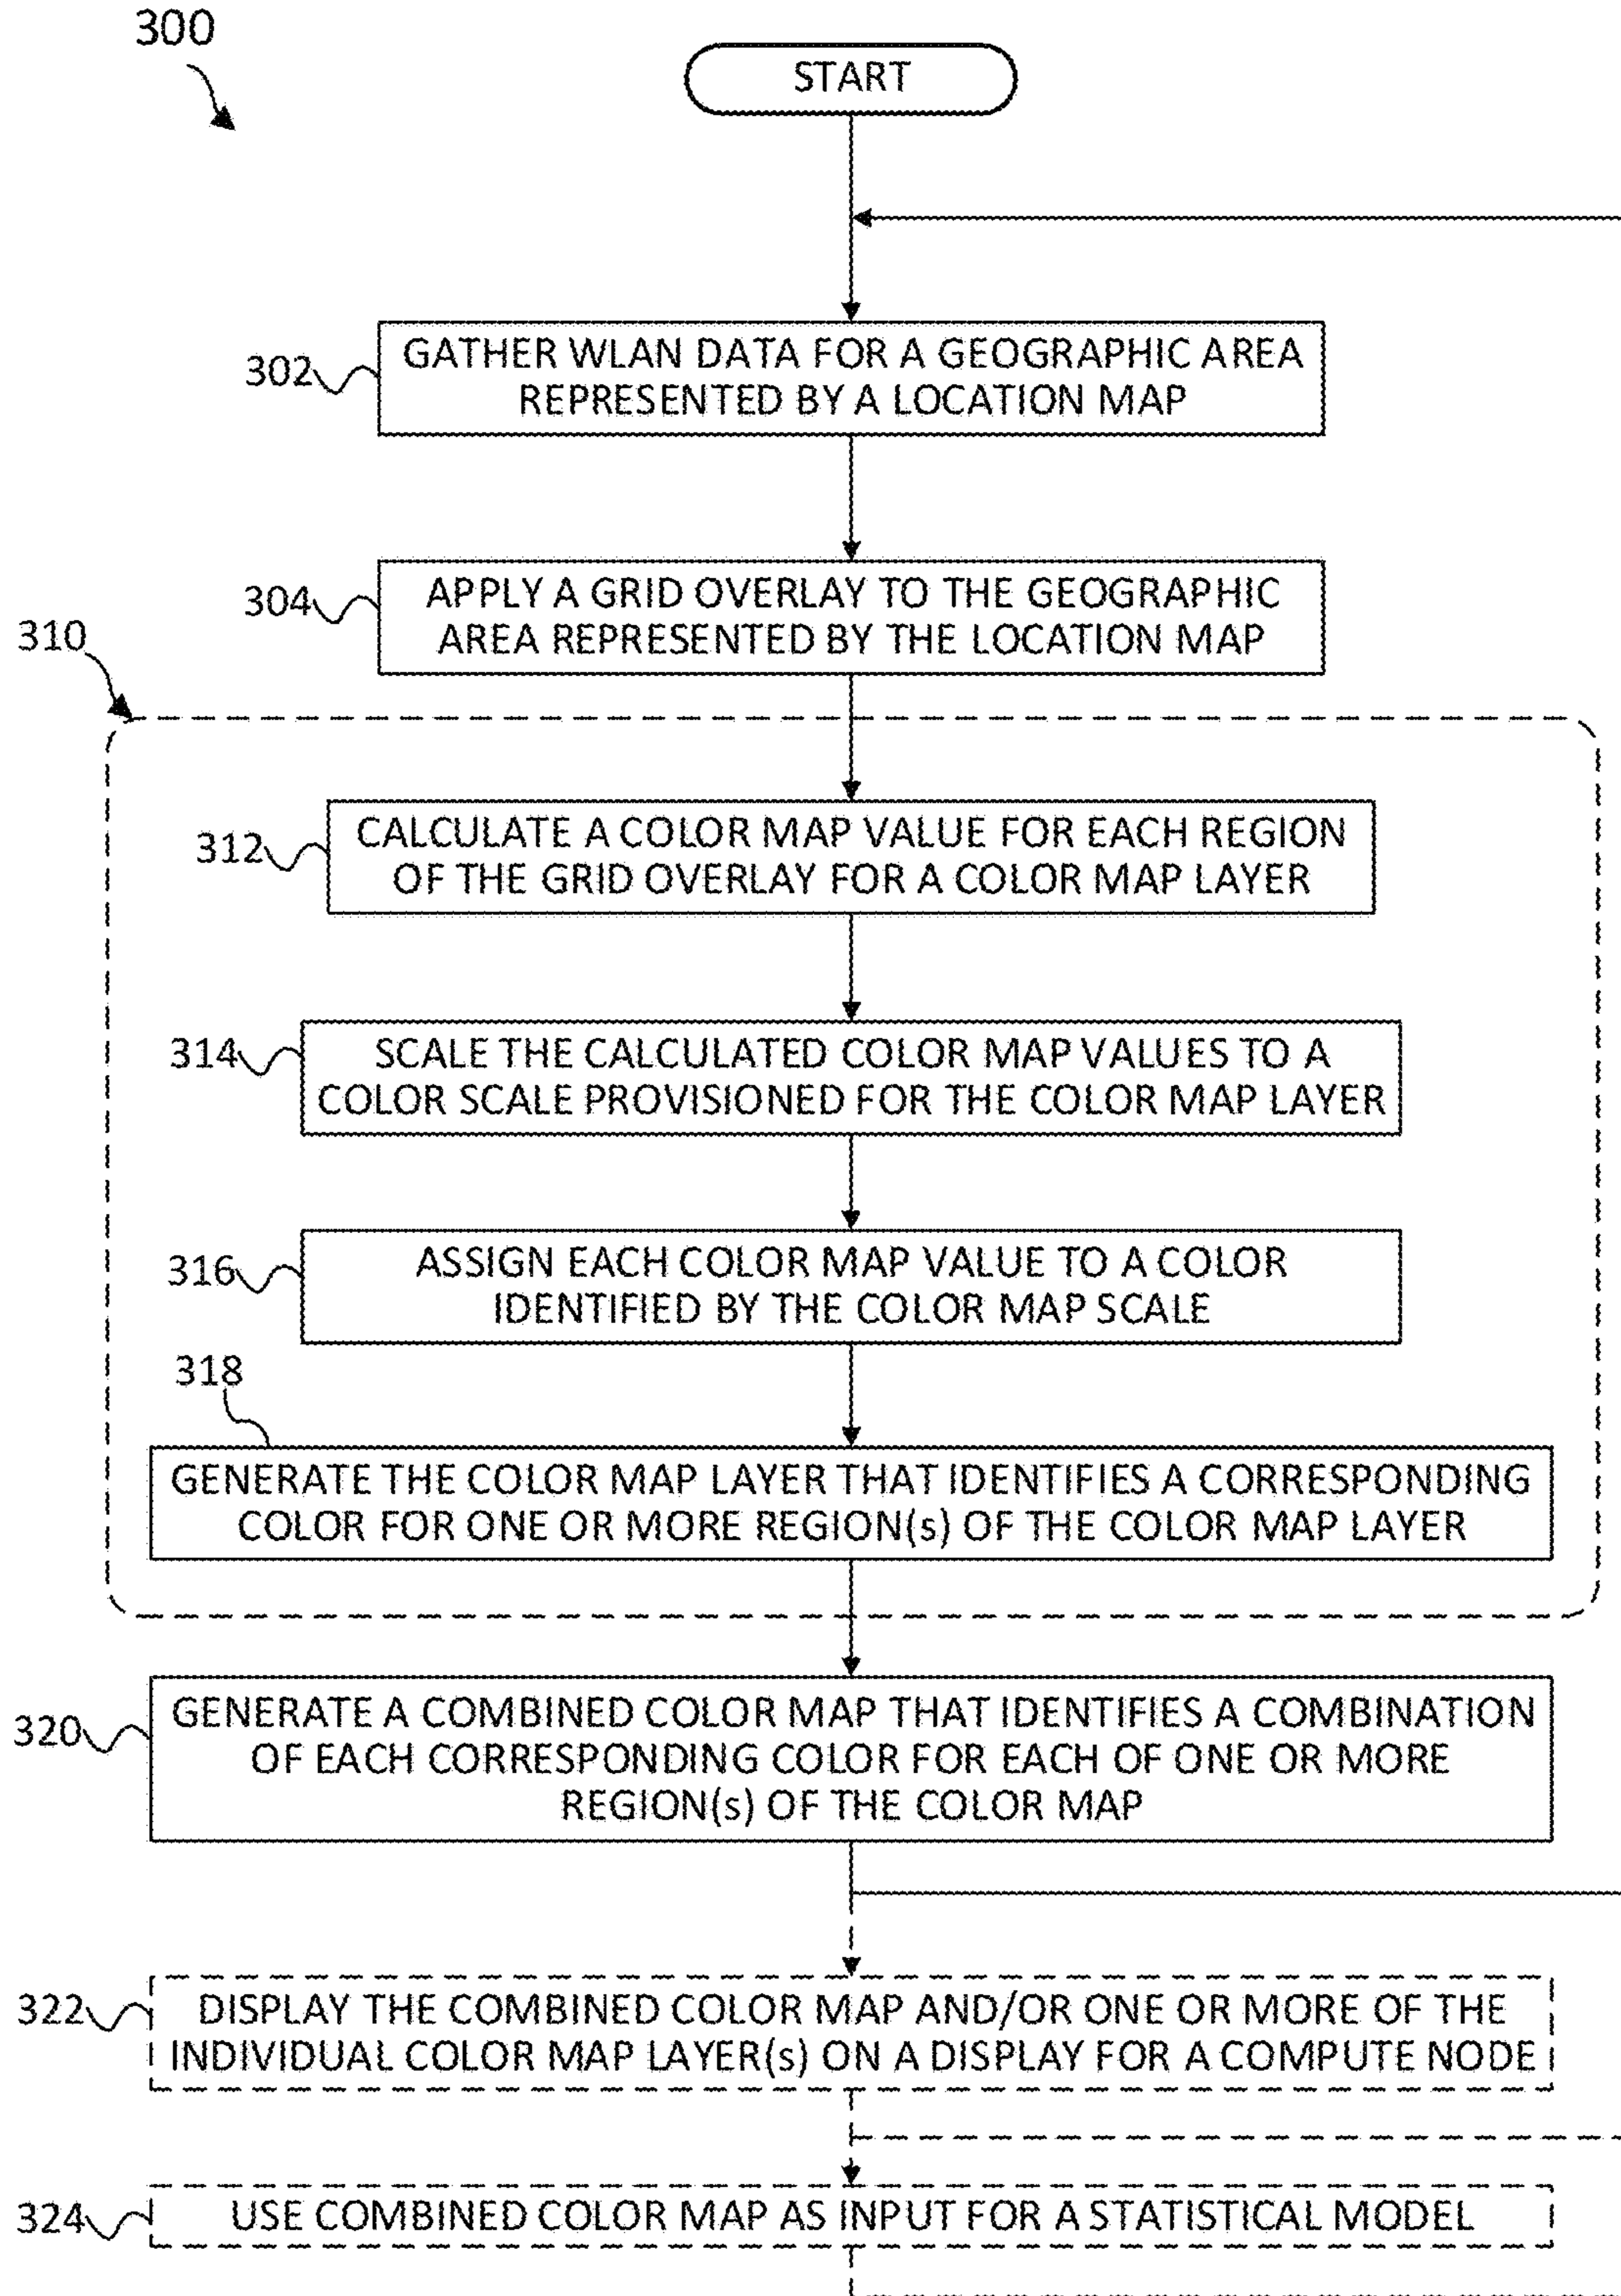 300
START
302
GATHER WLAN DATA FOR A GEOGRAPHIC AREA
REPRESENTED BY A LOCATION MAP
304
APPLY A GRID OVERLAY TO THE GEOGRAPHIC
AREA REPRESENTED BY THE LOCATION MAP
310
312
CALCULATE A COLOR MAP VALUE FOR EACH REGION
OF THE GRID OVERLAY FOR A COLOR MAP LAYER
314
SCALE THE CALCULATED COLOR MAP VALUES TO A
COLOR SCALE PROVISIONED FOR THE COLOR MAP LAYER
316
ASSIGN EACH COLOR MAP VALUE TO A COLOR
IDENTIFIED BY THE COLOR MAP SCALE
318
GENERATE THE COLOR MAP LAYER THAT IDENTIFIES A CORRESPONDING
COLOR FOR ONE OR MORE REGION(s) OF THE COLOR MAP LAYER
320
GENERATE A COMBINED COLOR MAP THAT IDENTIFIES A COMBINATION
OF EACH CORRESPONDING COLOR FOR EACH OF ONE OR MORE
REGION(s) OF THE COLOR MAP
322
DISPLAY THE COMBINED COLOR MAP AND/OR ONE OR MORE OF THE
INDIVIDUAL COLOR MAP LAYER(s) ON A DISPLAY FOR A COMPUTE NODE
324
USE COMBINED COLOR MAP AS INPUT FOR A STATISTICAL MODEL